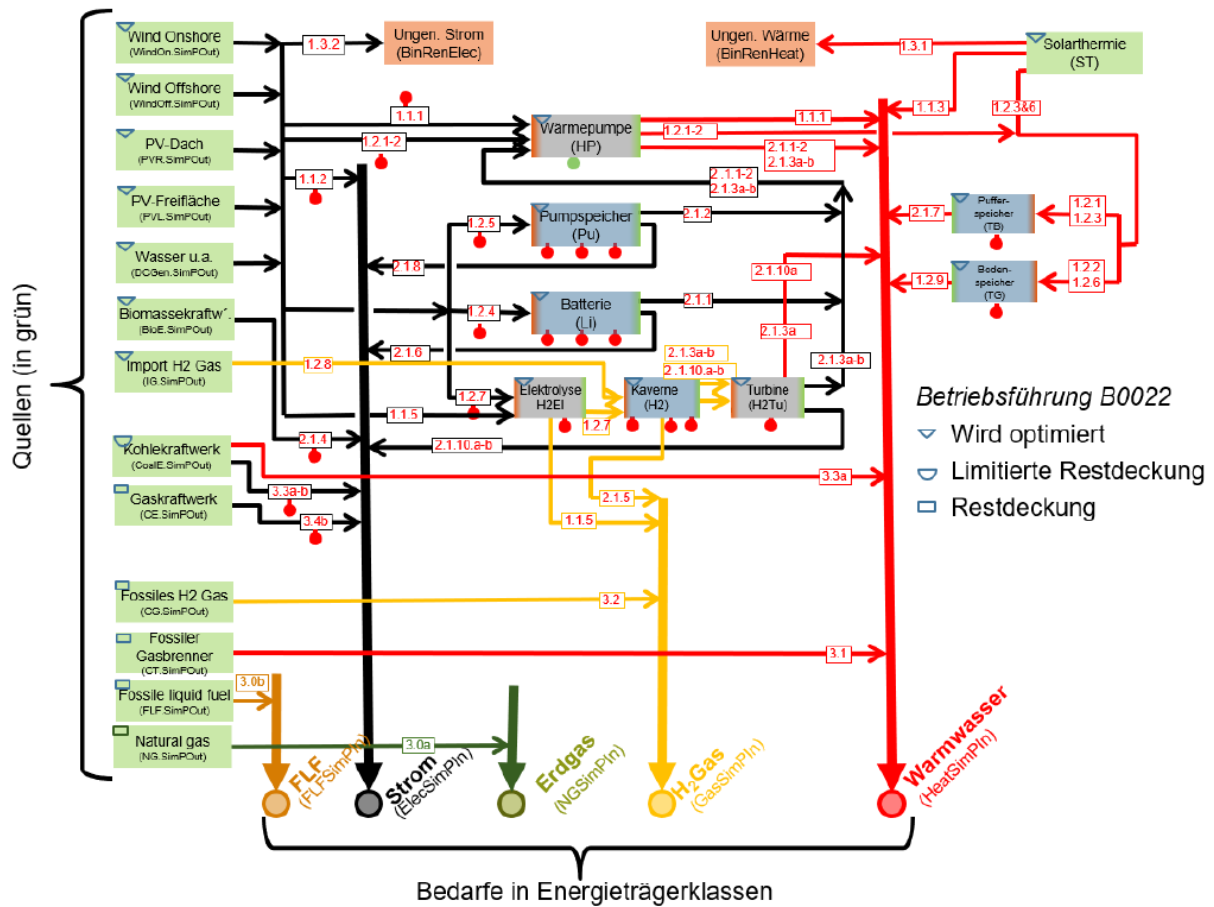 Quellen (in grün)
Wind Onshore
(WindOn.SimPOut)
Wind Offshore
(WindOff.SimPOut)
PV-Dach
(PVR.SimPOut)
PV-Freifläche
(PVL.SimPOut)
Wasser u.a.
(DCGen.SimPOut)
Biomassekraftw´.
(BioE.SimPOut)
Import H2 Gas
(IG.SimPOut)
Kohlekraftwerk
(CoalE.SimPOut)
Gaskraftwerk
(CE.SimPOut)
Fossiles H2 Gas
(CG.SimPOut)
Fossiler
Gasbrenner
(CT.SimPOut)
Fossile liquid fuel
(FLF.SimPOut)
Natural gas
(NG.SimPOut)
1.3.2
Ungen. Strom
(BinRenElec)
Ungen. Wärme
(BinRenHeat)
1.3.1
Solarthermie
(ST)
1.1.1
1.2.1-2
1.1.2
Wärmepumpe
(HP)
1.1.1
1.2.1-2
2.1.1-2
2.1.3a-b
1.1.3
1.2.3&6
2.1.1-2
2.1.3a-b
1.2.5
Pumpspeicher
(Pu)
2.1.2
2.1.8
2.1.7
Puffer-
speicher
(TB)
1.2.1
1.2.3
1.2.4
Batterie
(Li)
2.1.1
2.1.6
2.1.10a
2.1.3a
1.2.9
Boden-
speicher
(TG)
1.2.2
1.2.6
1.2.8
2.1.3a-b
2.1.10.a-b
2.1.3a-b
1.2.7
Elektrolyse
H2El
1.2.7
Kaverne
(H2)
Turbine
(H2Tu)
1.1.5
2.1.4
2.1.10.a-b
3.3a-b
3.3a
3.4b
2.1.5
1.1.5
3.2
3.1
3.0b
3.0a
Betriebsführung B0022
Wird optimiert
Limitierte Restdeckung
Restdeckung
FLF
(FLFSimPIn)
Strom
(ElecSimPIn)
Erdgas
(NGSimPIn)
H₂Gas
(GasSimPIn)
Warmwasser
(HeatSimPIn)
Bedarfe in Energieträgerklassen